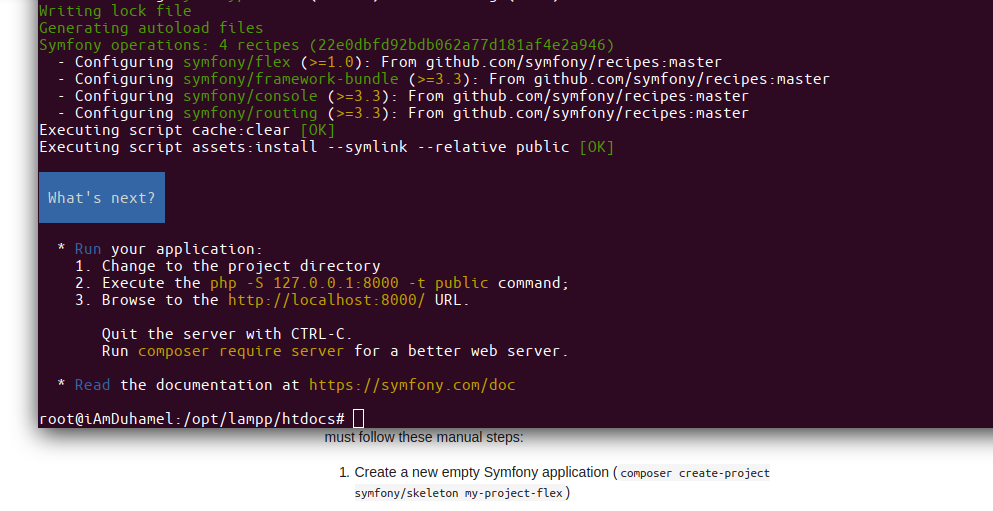 Writing lock file
Generating autoload files
Symfony operations: 4 recipes (22e0dbfd92bdb062a77d181af4e2a946)
- Configuring symfony/flex (>=1.0): From github.com/symfony/recipes:master
- Configuring symfony/framework-bundle (>=3.3): From github.com/symfony/recipes:master
- Configuring symfony/console (>=3.3): From github.com/symfony/recipes:master
- Configuring symfony/routing (>=3.3): From github.com/symfony/recipes:master
Executing script cache:clear [OK]
Executing script assets:install --symlink --relative public [OK]
What's next?
* Run your application:
1. Change to the project directory
2. Execute the php -S 127.0.0.1:8000 -t public command;
3. Browse to the http://localhost:8000/ URL.
Quit the server with CTRL-C.
Run composer require server for a better web server.
* Read the documentation at https://symfony.com/doc
root@iAmDuhamel:/opt/lampp/htdocs#
must follow these manual steps:
1. Create a new empty Symfony application ( composer create-project
symfony/skeleton my-project-flex )